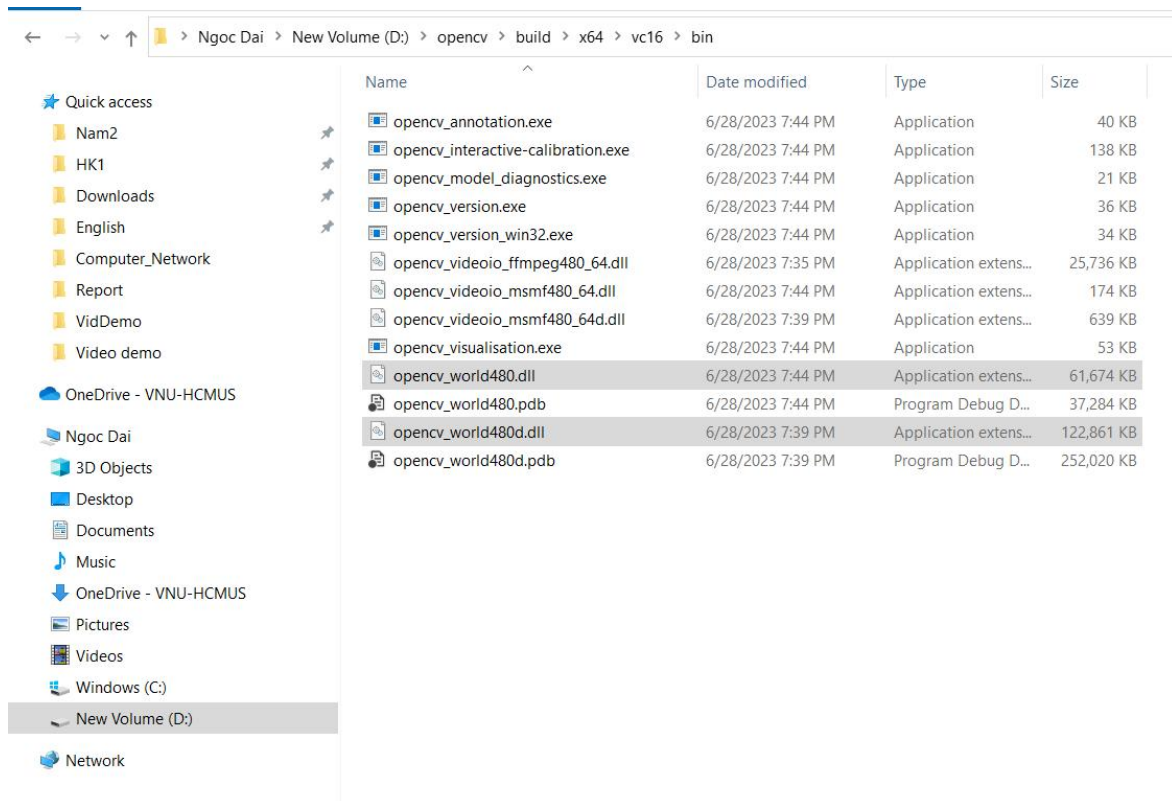 Ngoc Dai > New Volume (D:) > opencv > build > x64 > vc16 > bin
Quick access
Nam2
HK1
Downloads
English
Computer_Network
Report
VidDemo
Video demo
OneDrive - VNU-HCMUS
Ngoc Dai
3D Objects
Desktop
Documents
Music
OneDrive - VNU-HCMUS
Pictures
Videos
Windows (C:)
New Volume (D:)
Network
Name Date modified Type Size
opencv_annotation.exe 6/28/2023 7:44 PM Application 40 KB
opencv_interactive-calibration.exe 6/28/2023 7:44 PM Application 138 KB
opencv_model_diagnostics.exe 6/28/2023 7:44 PM Application 21 KB
opencv_version.exe 6/28/2023 7:44 PM Application 36 KB
opencv_version_win32.exe 6/28/2023 7:44 PM Application 34 KB
opencv_videoio_ffmpeg480_64.dll 6/28/2023 7:35 PM Application extens... 25,736 KB
opencv_videoio_msmf480_64.dll 6/28/2023 7:44 PM Application extens... 174 KB
opencv_videoio_msmf480_64d.dll 6/28/2023 7:39 PM Application extens... 639 KB
opencv_visualisation.exe 6/28/2023 7:44 PM Application 53 KB
opencv_world480.dll 6/28/2023 7:44 PM Application extens... 61,674 KB
opencv_world480.pdb 6/28/2023 7:44 PM Program Debug D... 37,284 KB
opencv_world480d.dll 6/28/2023 7:39 PM Application extens... 122,861 KB
opencv_world480d.pdb 6/28/2023 7:39 PM Program Debug D... 252,020 KB